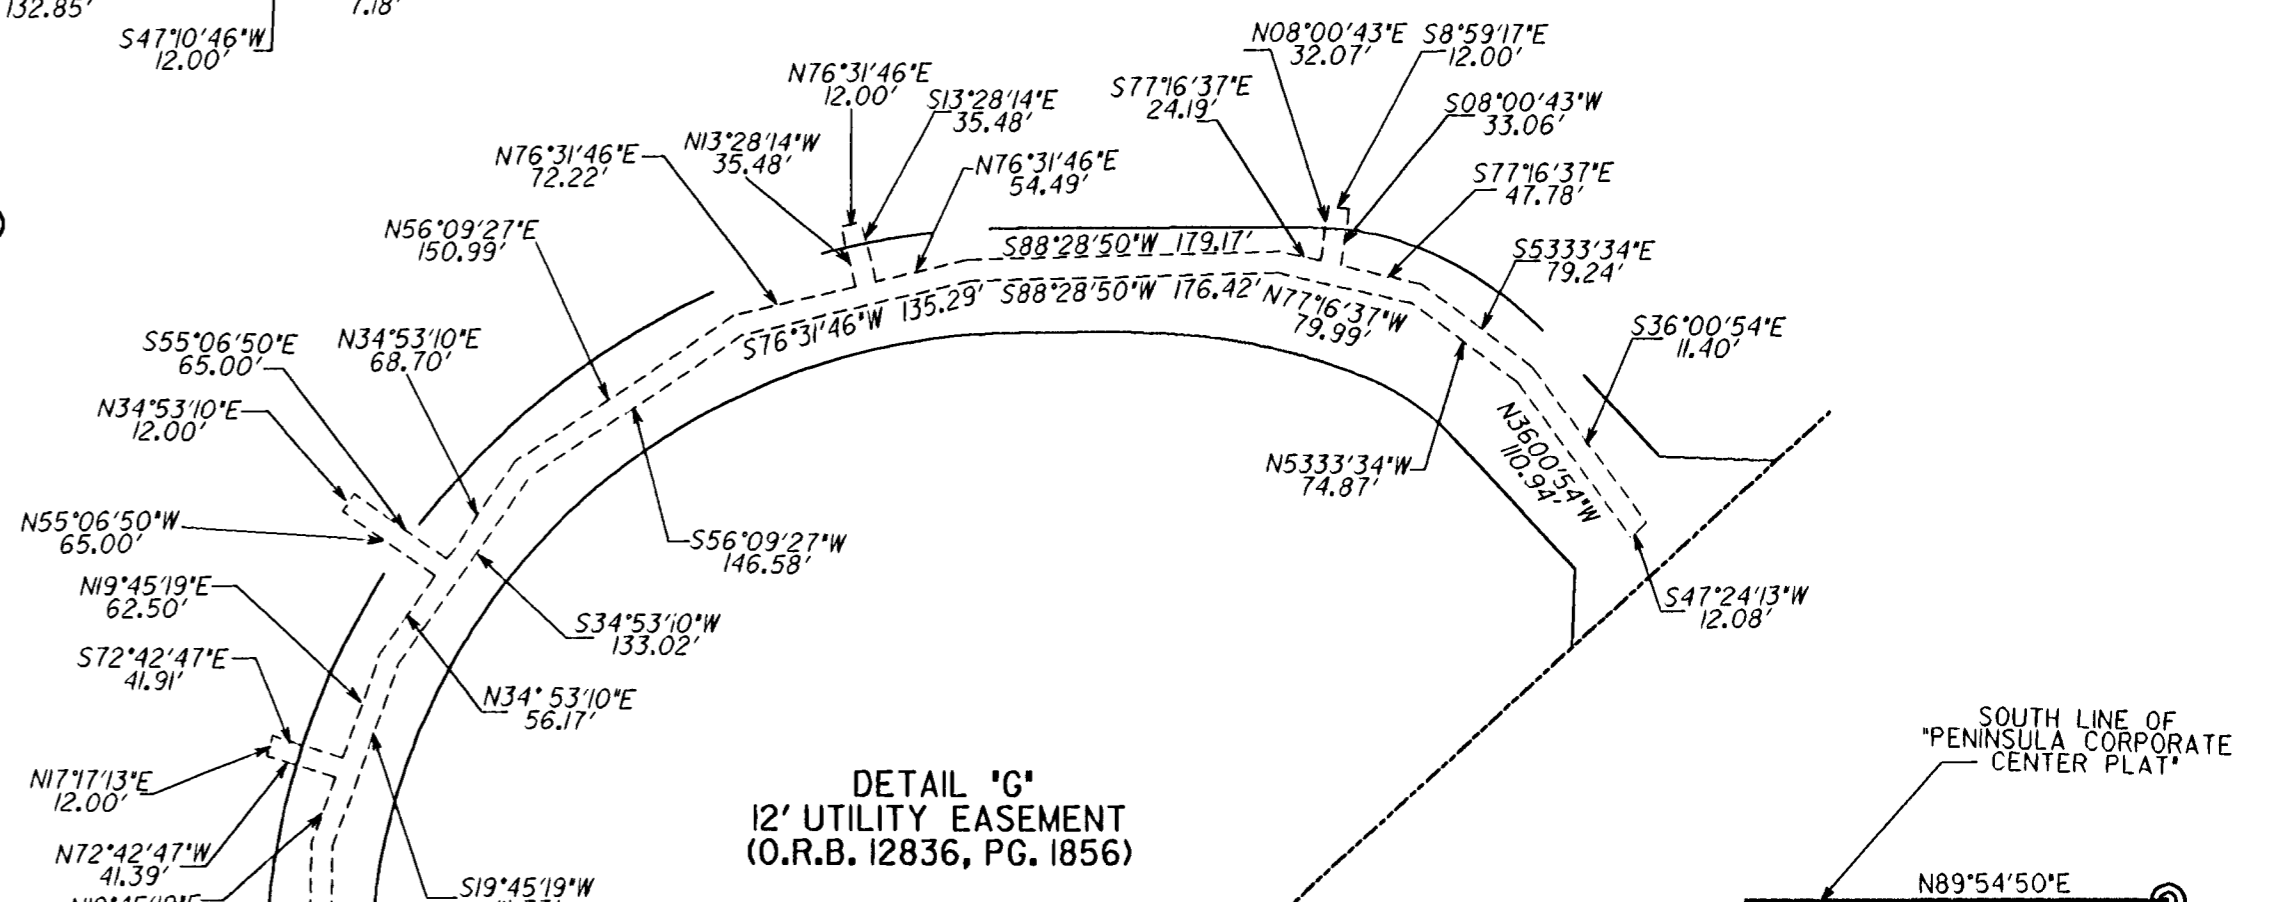 132.85'
7.18'
S47°10'46"W
12.00'
N08°00'43"E
32.07'
S8°59'17"E
12.00'
N76°31'46"E
12.00'
S77°16'37"E
24.19'
S13°28'14"E
35.48'
S08°00'43"W
33.06'
N13°28'14"W
35.48'
N76°31'46"E
72.22'
N76°31'46"E
54.49'
S77°16'37"E
47.78'
N56°09'27"E
150.99'
S88°28'50"W 179.17'
S5333'34"E
79.24'
S88°28'50"W 176.42'
N77°16'37"W
79.99'
S76°31'46"W 135.29'
S36°00'54"E
11.40'
S55°06'50"E
65.00'
N34°53'10"E
68.70'
N34°53'10"E
12.00'
N5333'34"W
74.87'
N3600'54"W
110.94'
N55°06'50"W
65.00'
S56°09'27"W
146.58'
N19°45'19"E
62.50'
S34°53'10"W
133.02'
S47°24'13"W
12.08'
S72°42'47"E
41.91'
N34°53'10"E
56.17'
N17°17'13"E
12.00'
SOUTH LINE OF
"PENINSULA CORPORATE
CENTER PLAT"
DETAIL "G"
12' UTILITY EASEMENT
(O.R.B. 12836, PG. 1856)
N72°42'47"W
41.39'
S19°45'19"W
N89°54'50"E